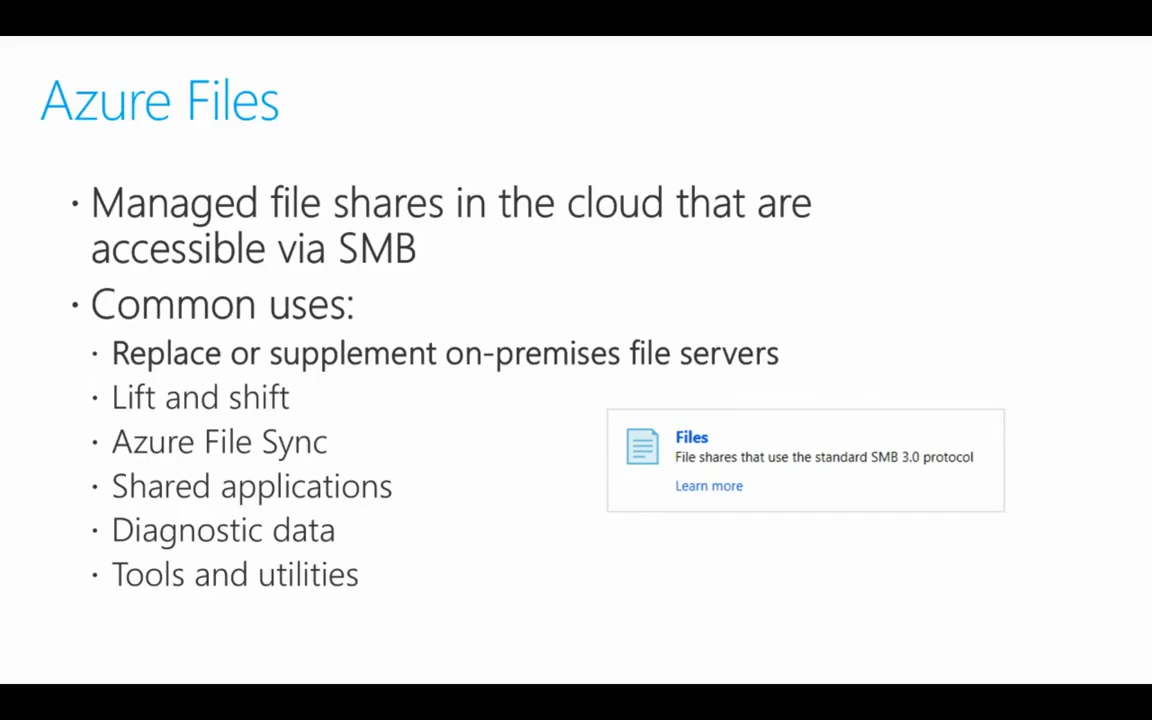 Azure Files
· Managed file shares in the cloud that are
accessible via SMB
· Common uses:
· Replace or supplement on-premises file servers
· Lift and shift
· Azure File Sync
· Shared applications
· Diagnostic data
· Tools and utilities
Files
File shares that use the standard SMB 3.0 protocol
Learn more